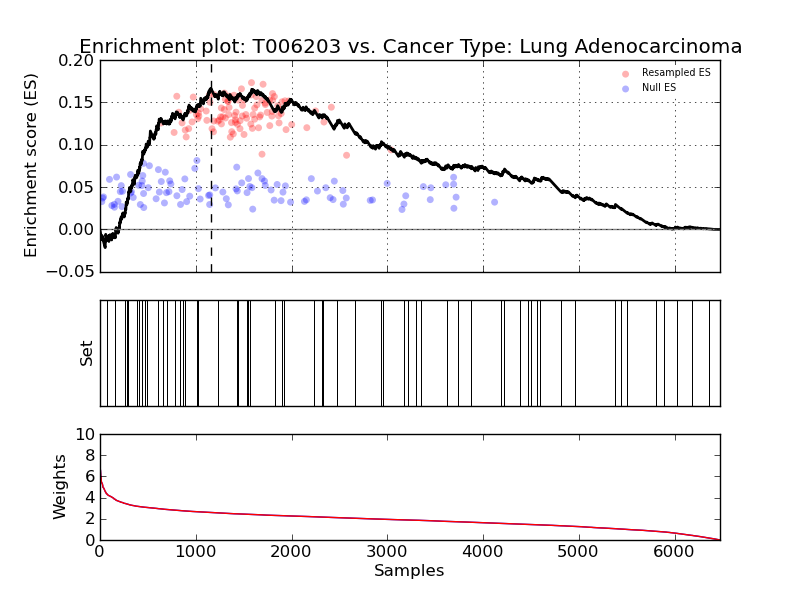 Enrichment plot: T006203 vs. Cancer Type: Lung Adenocarcinoma
Enrichment score (ES)
0.20
0.15
0.10
0.05
0.00
−0.05
Resampled ES
Null ES
Set
Weights
10
8
6
4
2
0
0 1000 2000 3000 4000 5000 6000
Samples